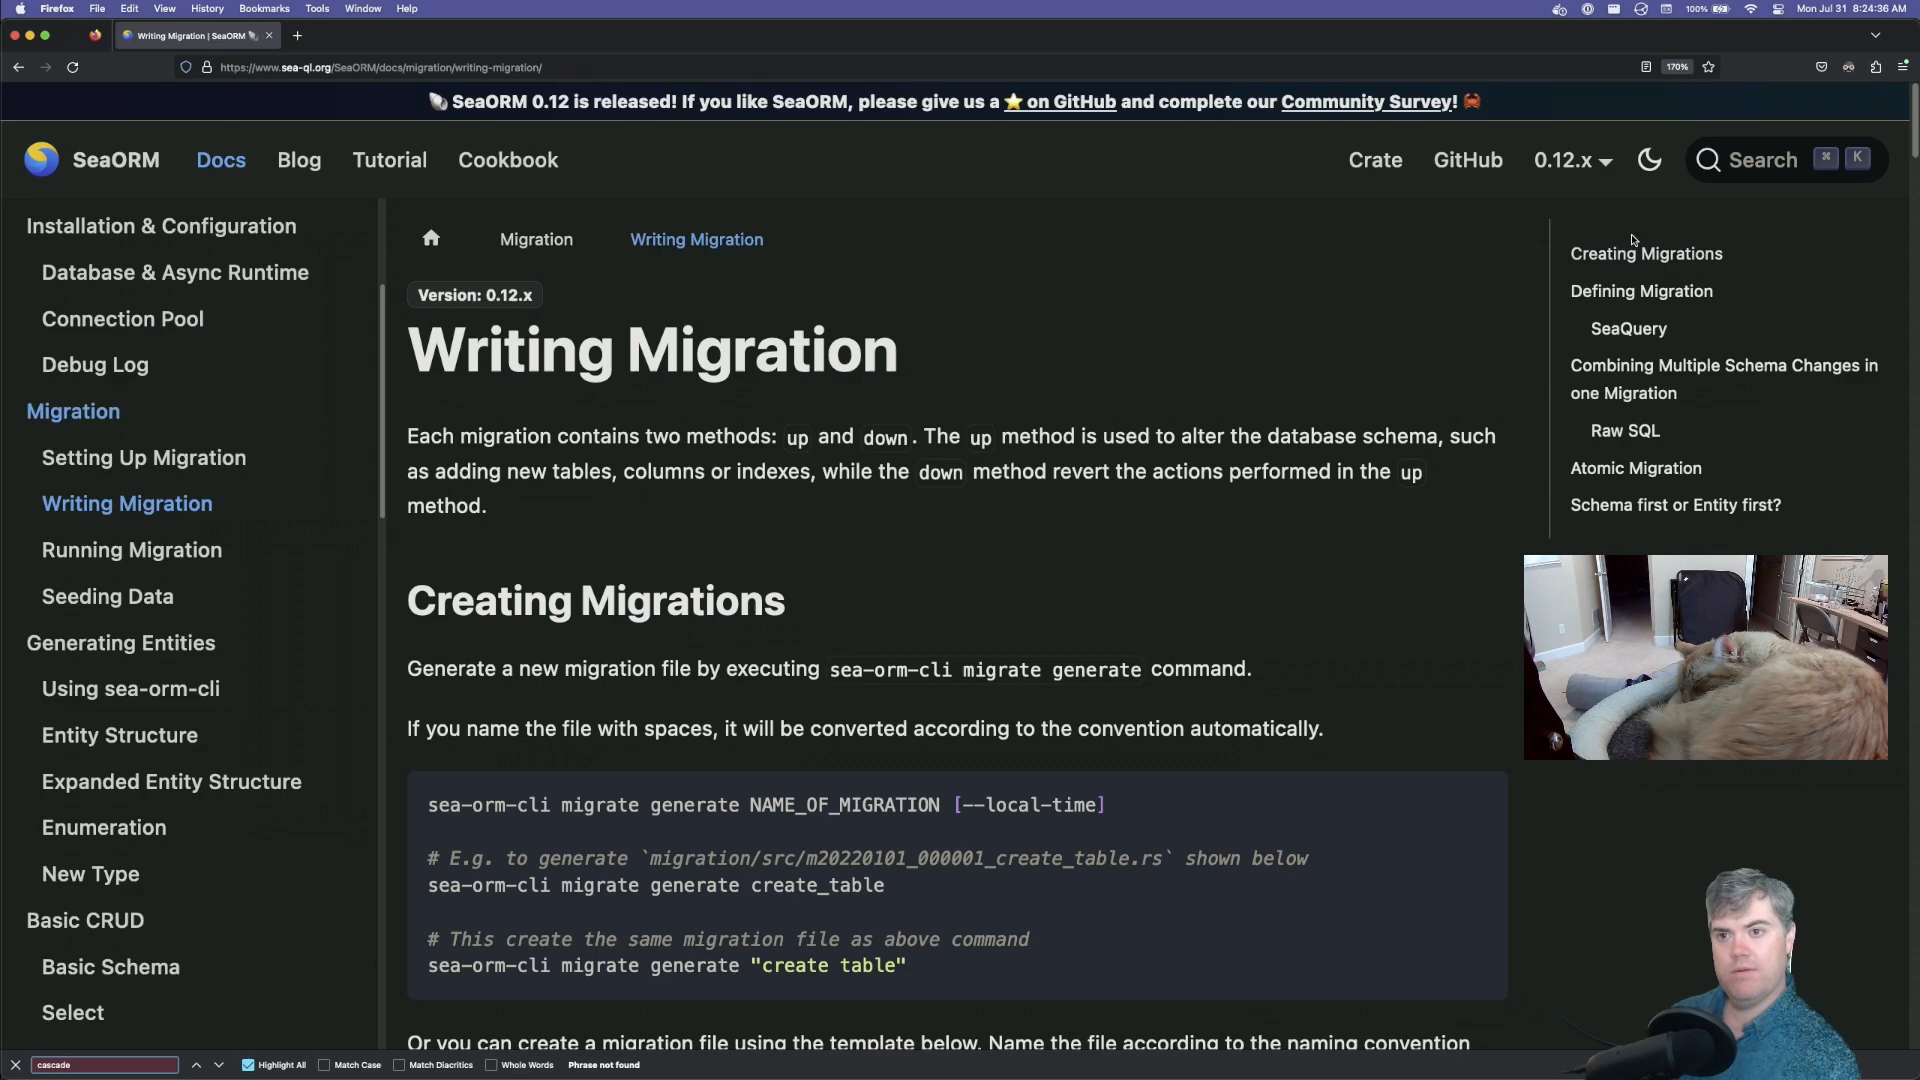 Firefox File Edit View History Bookmarks Tools Window Help 100% Mon Jul 31 8:24:36 AM
Writing Migration | SeaORM
https://www.sea-ql.org/SeaORM/docs/migration/writing-migration/ 170%
SeaORM 0.12 is released! If you like SeaORM, please give us a ⭐ on GitHub and complete our Community Survey! 🦀
SeaORM Docs Blog Tutorial Cookbook Crate GitHub 0.12.x Search ⌘ K
Installation & Configuration
Database & Async Runtime
Connection Pool
Debug Log
Migration
Setting Up Migration
Writing Migration
Running Migration
Seeding Data
Generating Entities
Using sea-orm-cli
Entity Structure
Expanded Entity Structure
Enumeration
New Type
Basic CRUD
Basic Schema
Select
Migration Writing Migration
Version: 0.12.x
Writing Migration
Each migration contains two methods: up and down. The up method is used to alter the database schema, such
as adding new tables, columns or indexes, while the down method revert the actions performed in the up
method.
Creating Migrations
Generate a new migration file by executing sea-orm-cli migrate generate command.
If you name the file with spaces, it will be converted according to the convention automatically.
sea-orm-cli migrate generate NAME_OF_MIGRATION [--local-time]
# E.g. to generate `migration/src/m20220101_000001_create_table.rs` shown below
sea-orm-cli migrate generate create_table
# This create the same migration file as above command
sea-orm-cli migrate generate "create table"
Or you can create a migration file using the template below. Name the file according to the naming convention
Creating Migrations
Defining Migration
SeaQuery
Combining Multiple Schema Changes in
one Migration
Raw SQL
Atomic Migration
Schema first or Entity first?
cascade Highlight All Match Case Match Diacritics Whole Words Phrase not found